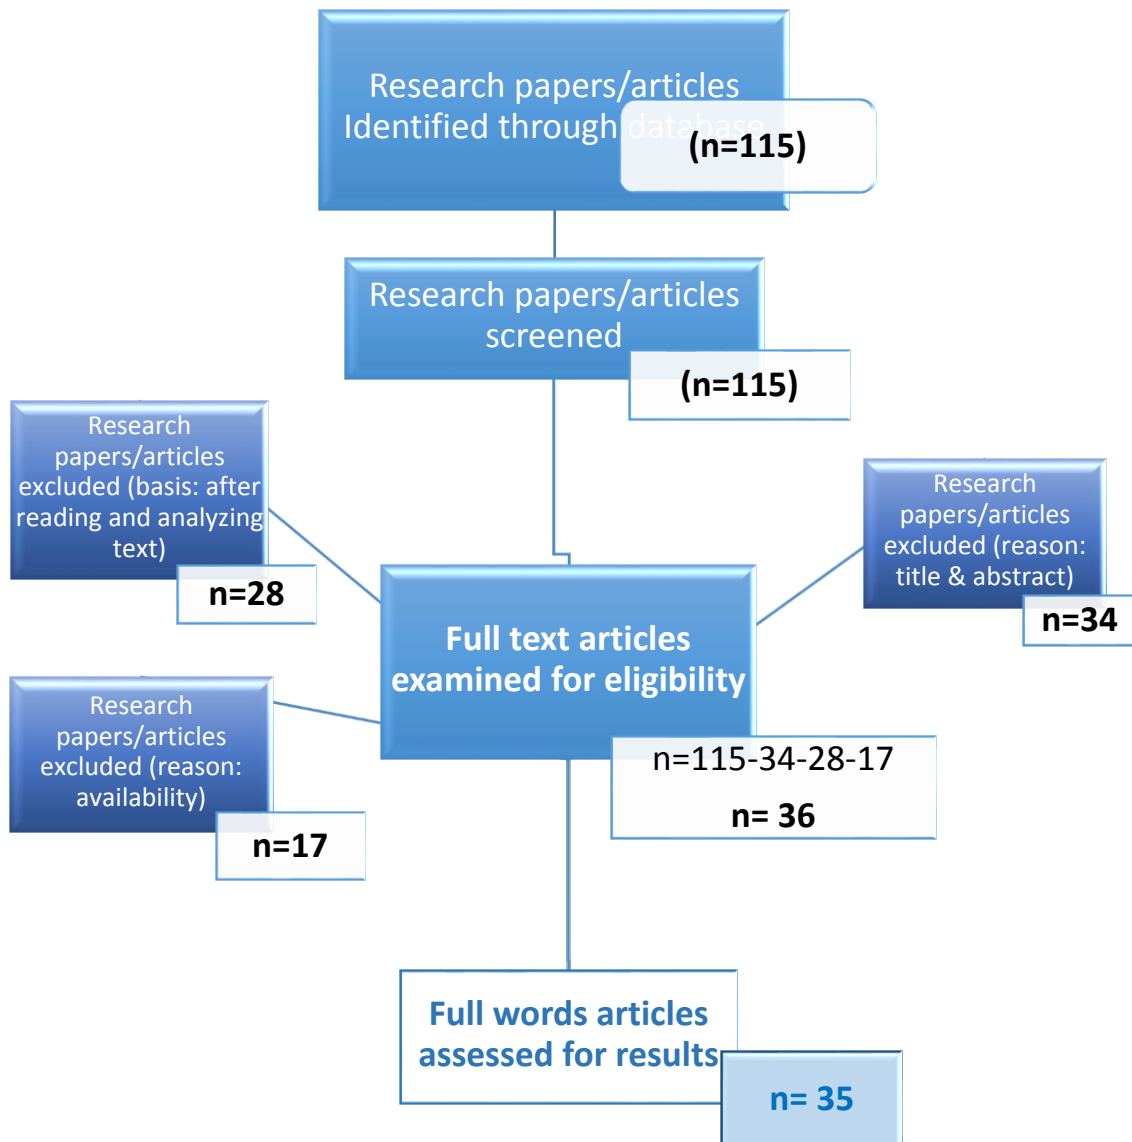 Research papers/articles
Identified through database
(n=115)
Research papers/articles
screened
(n=115)
Research
papers/articles
excluded (basis: after
reading and analyzing
text)
n=28
Research
papers/articles
excluded (reason:
title & abstract)
n=34
Full text articles
examined for eligibility
n=115-34-28-17
n= 36
Research
papers/articles
excluded (reason:
availability)
n=17
Full words articles
assessed for results
n= 35